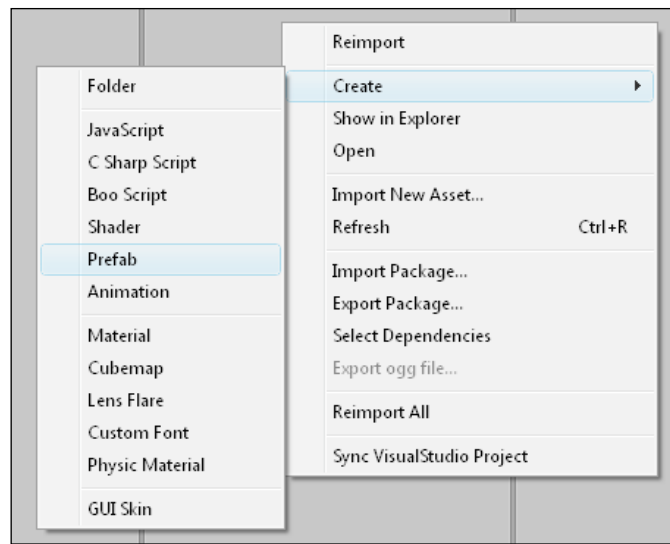 Reimport
Create
Show in Explorer
Open
Import New Asset...
Refresh Ctrl+R
Import Package...
Export Package...
Select Dependencies
Export ogg file...
Reimport All
Sync VisualStudio Project
Folder
JavaScript
C Sharp Script
Boo Script
Shader
Prefab
Animation
Material
Cubemap
Lens Flare
Custom Font
Physic Material
GUI Skin